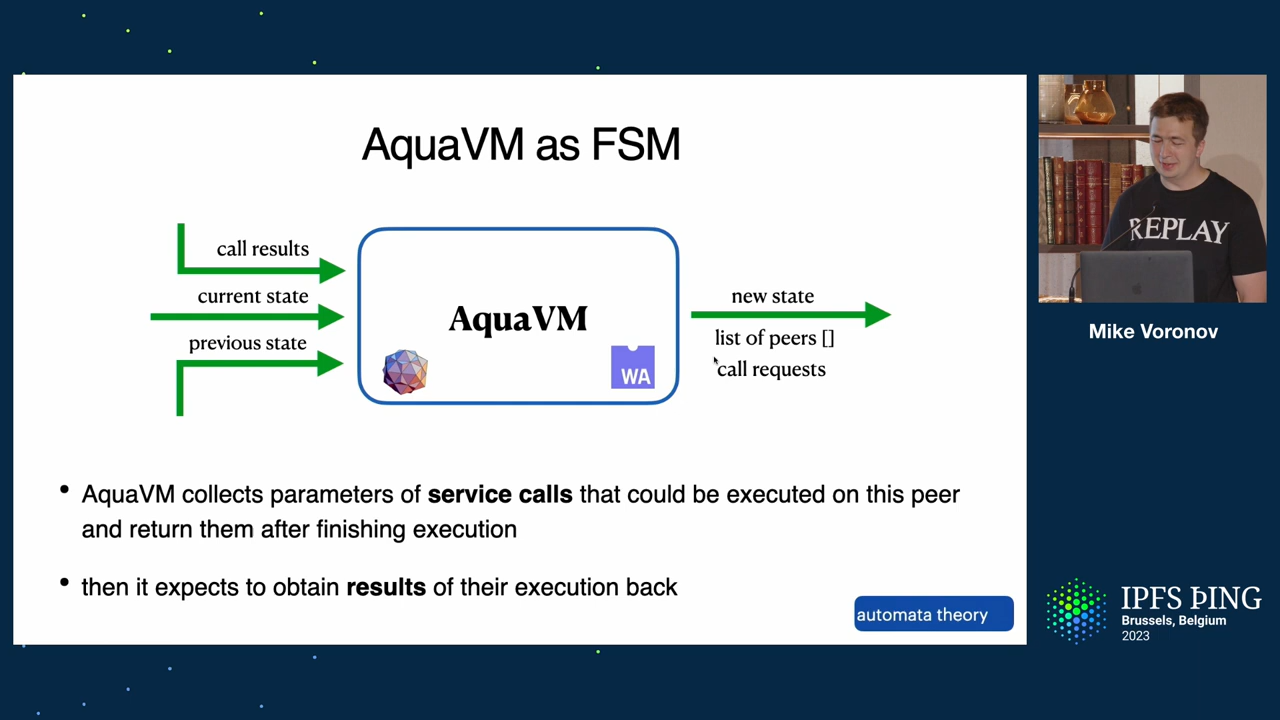 AquaVM as FSM
call results
current state
previous state
AquaVM
WA
new state
list of peers []
call requests
AquaVM collects parameters of service calls that could be executed on this peer
and return them after finishing execution
then it expects to obtain results of their execution back
automata theory
REPLAY
Mike Voronov
IPFS ÞING
Brussels, Belgium
2023